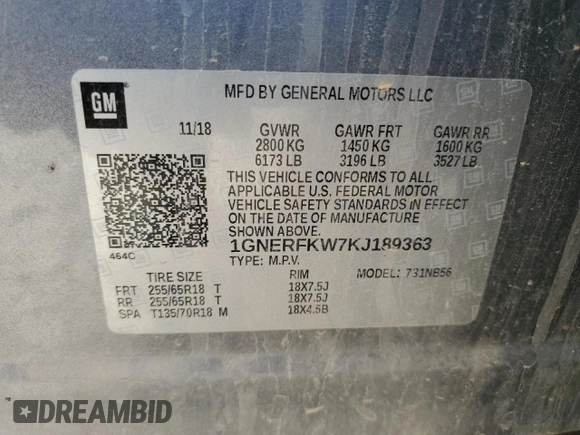 GM
MFD BY GENERAL MOTORS LLC
11/18 GVWR GAWR FRT GAWR RR
2800 KG 1450 KG 1600 KG
6173 LB 3196 LB 3527 LB
THIS VEHICLE CONFORMS TO ALL
APPLICABLE U.S. FEDERAL MOTOR
VEHICLE SAFETY STANDARDS IN EFFECT
ON THE DATE OF MANUFACTURE
SHOWN ABOVE.
464C
1GNERFKW7KJ189363
TYPE: M.P.V. MODEL: 731NB56
TIRE SIZE RIM
FRT 255/65R18 T 18X7.5J
RR 255/65R18 T 18X7.5J
SPA T135/70R18 M 18X4.5B
DREAMBID